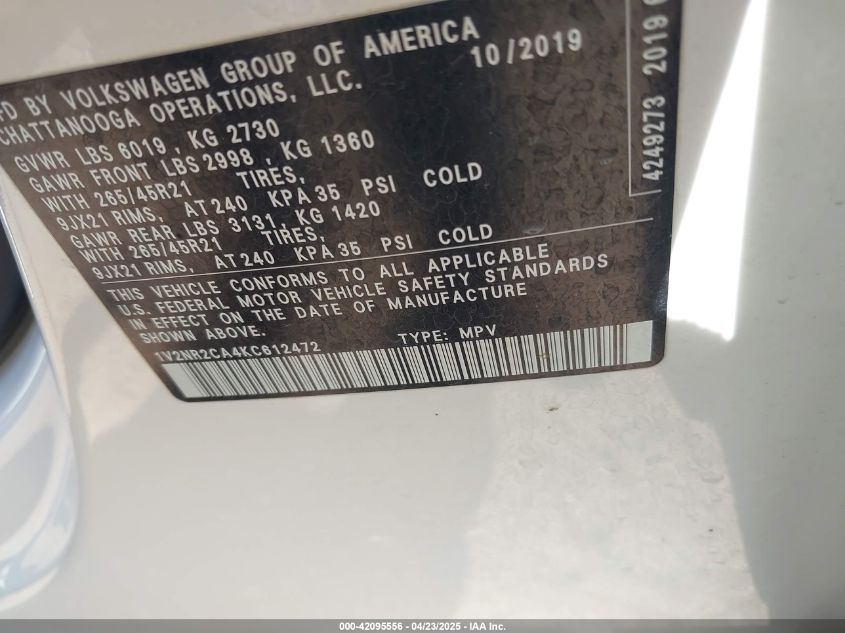 FD BY VOLKSWAGEN GROUP OF AMERICA
CHATTANOOGA OPERATIONS, LLC.
10/2019
GVWR LBS 6019 , KG 2730
GAWR FRONT LBS 2998 , KG 1360
WITH 265/45R21 TIRES,
9JX21 RIMS, AT 240 KPA 35 PSI COLD
GAWR REAR LBS 3131, KG 1420
WITH 265/45R21 TIRES,
9JX21 RIMS, AT 240 KPA 35 PSI COLD
THIS VEHICLE CONFORMS TO ALL APPLICABLE
U.S. FEDERAL MOTOR VEHICLE SAFETY STANDARDS
IN EFFECT ON THE DATE OF MANUFACTURE
SHOWN ABOVE.
1V2NR2CA4KC612472 TYPE: MPV
4249273 2019
000-42095556 - 04/23/2025 - IAA Inc.